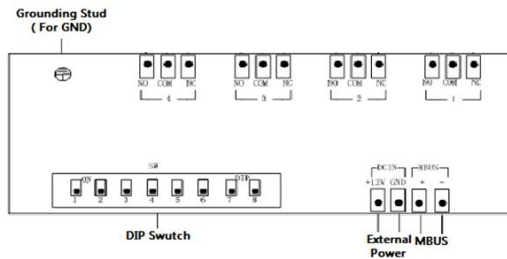 Grounding Stud
( For GND)
NO COM NC NO COM NC NO COM NC NO COM NC
4 3 2 1
SW
ON DIP
1 2 3 4 5 6 7 8
DCIN MBUS
+12V GND + -
DIP Swutch
External MBUS
Power